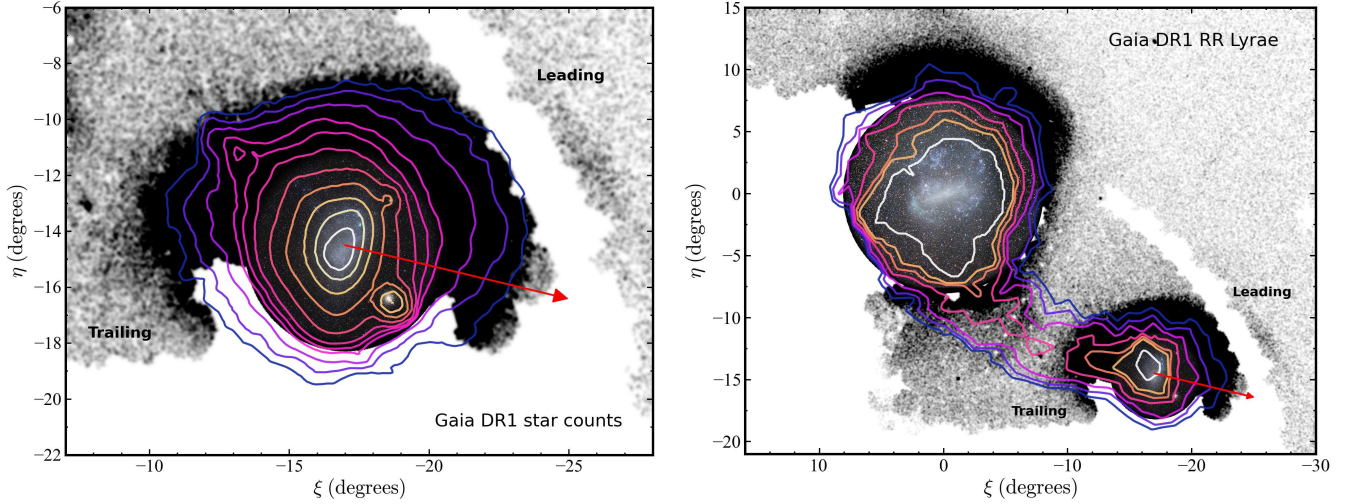 −6
−8
−10
−12
−14
−16
−18
−20
−22
η (degrees)
Leading
Trailing
Gaia DR1 star counts
−10
−15
−20
−25
ξ (degrees)
15
10
5
0
−5
−10
−15
−20
η (degrees)
Gaia DR1 RR Lyrae
Leading
Trailing
10
0
−10
−20
−30
ξ (degrees)